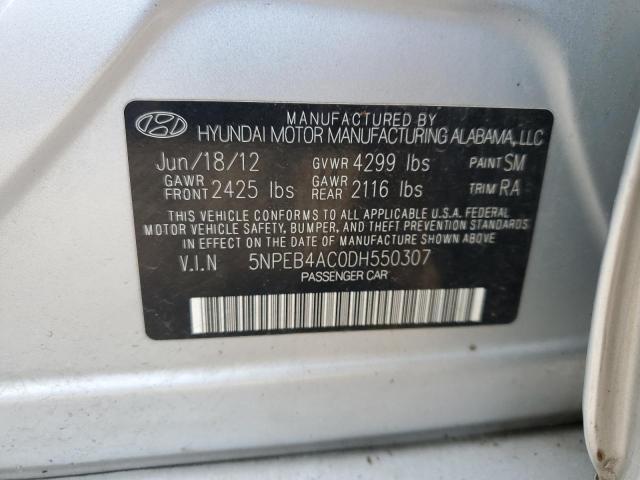 MANUFACTURED BY
HYUNDAI MOTOR MANUFACTURING ALABAMA, LLC
Jun/18/12 GVWR 4299 lbs PAINT SM
GAWR FRONT 2425 lbs GAWR REAR 2116 lbs TRIM RA
THIS VEHICLE CONFORMS TO ALL APPLICABLE U.S.A. FEDERAL
MOTOR VEHICLE SAFETY, BUMPER, AND THEFT PREVENTION STANDARDS
IN EFFECT ON THE DATE OF MANUFACTURE SHOWN ABOVE
V.I.N 5NPEB4AC0DH550307
PASSENGER CAR